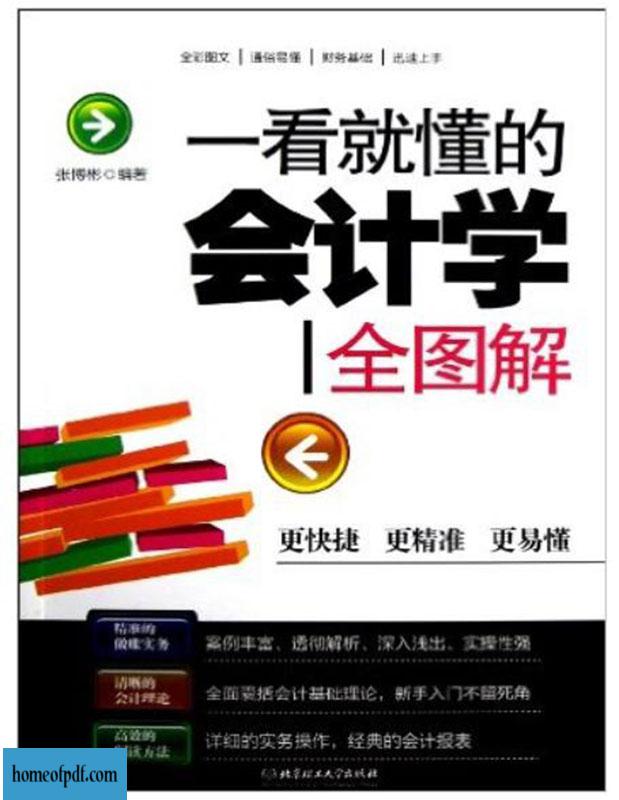 全彩图文 | 通俗易懂 | 财务基础 | 迅速上手
张博彬◎编著
一看就懂的
会计学
全图解
更快捷 更精准 更易懂
精准的
做账实务
案例丰富、透彻解析、深入浅出、实操性强
清晰的
会计理论
全面囊括会计基础理论，新手入门不留死角
高效的
方法
详细的实务操作，经典的会计报表
北京理工大学出版社
homeofpdf.com